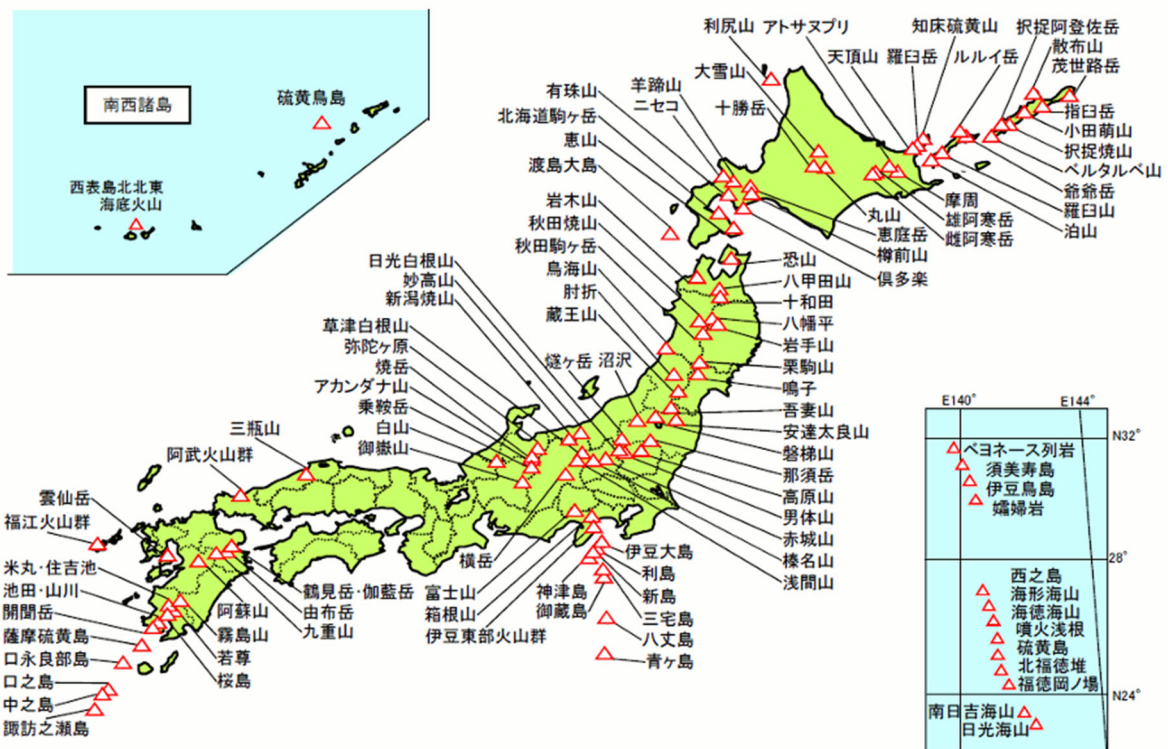 南西諸島
硫黄鳥島
西表島北北東
海底火山
利尻山
アトサヌプリ
知床硫黄山
択捉阿登佐岳
散布山
茂世路岳
天頂山
羅臼岳
ルルイ岳
大雪山
十勝岳
羊蹄山
ニセコ
有珠山
北海道駒ヶ岳
恵山
渡島大島
岩木山
秋田焼山
秋田駒ヶ岳
鳥海山
肘折
蔵王山
指臼岳
小田萌山
択捉焼山
ベルタルベ山
爺爺岳
羅臼山
泊山
摩周
雄阿寒岳
雌阿寒岳
丸山
恵庭岳
樽前山
倶多楽
恐山
八甲田山
十和田
八幡平
岩手山
栗駒山
鳴子
吾妻山
安達太良山
磐梯山
那須岳
高原山
男体山
赤城山
榛名山
浅間山
日光白根山
妙高山
新潟焼山
草津白根山
弥陀ヶ原
焼岳
アカンダナ山
乗鞍岳
白山
御嶽山
燧ヶ岳
沼沢
三瓶山
阿武火山群
雲仙岳
福江火山群
米丸・住吉池
池田・山川
開聞岳
薩摩硫黄島
口永良部島
口之島
中之島
諏訪之瀬島
鶴見岳・伽藍岳
由布岳
九重山
阿蘇山
霧島山
若尊
桜島
横岳
富士山
箱根山
伊豆東部火山群
伊豆大島
利島
新島
神津島
御蔵島
三宅島
八丈島
青ヶ島
E140°
E144°
N32°
ベヨネース列岩
須美寿島
伊豆鳥島
孀婦岩
28°
西之島
海形海山
海徳海山
噴火浅根
硫黄島
北福徳堆
福徳岡ノ場
N24°
南日吉海山
日光海山